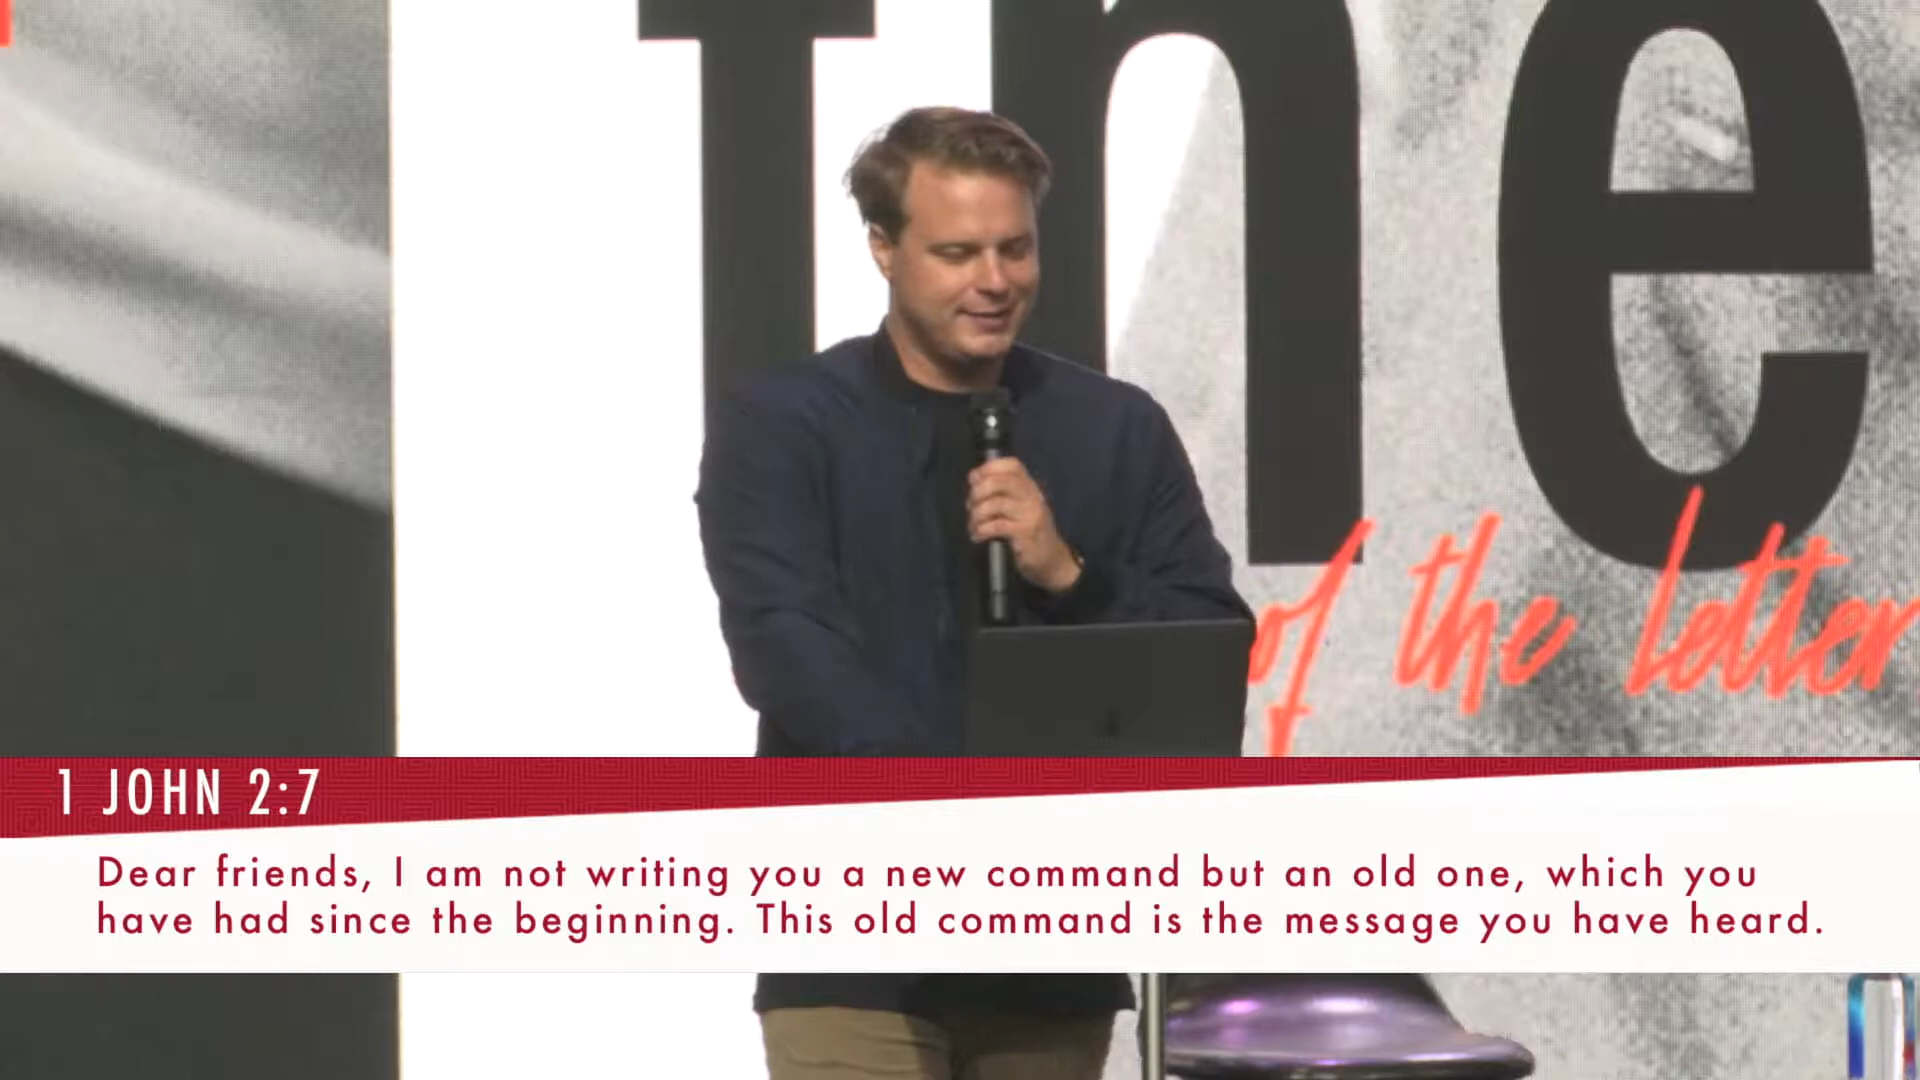 the
of the letter
1 JOHN 2:7
Dear friends, I am not writing you a new command but an old one, which you
have had since the beginning. This old command is the message you have heard.